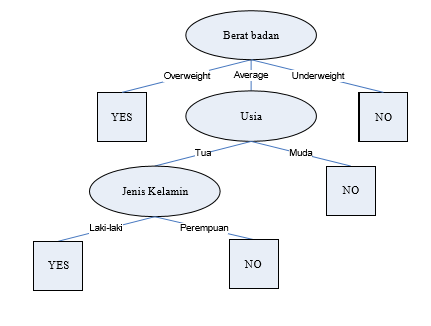 Berat badan
Overweight
Average
Underweight
YES
Usia
NO
Tua
Muda
Jenis Kelamin
NO
Laki-laki
Perempuan
YES
NO